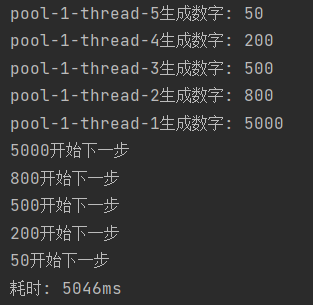 pool-1-thread-5生成数字: 50
pool-1-thread-4生成数字: 200
pool-1-thread-3生成数字: 500
pool-1-thread-2生成数字: 800
pool-1-thread-1生成数字: 5000
5000开始下一步
800开始下一步
500开始下一步
200开始下一步
50开始下一步
耗时: 5046ms